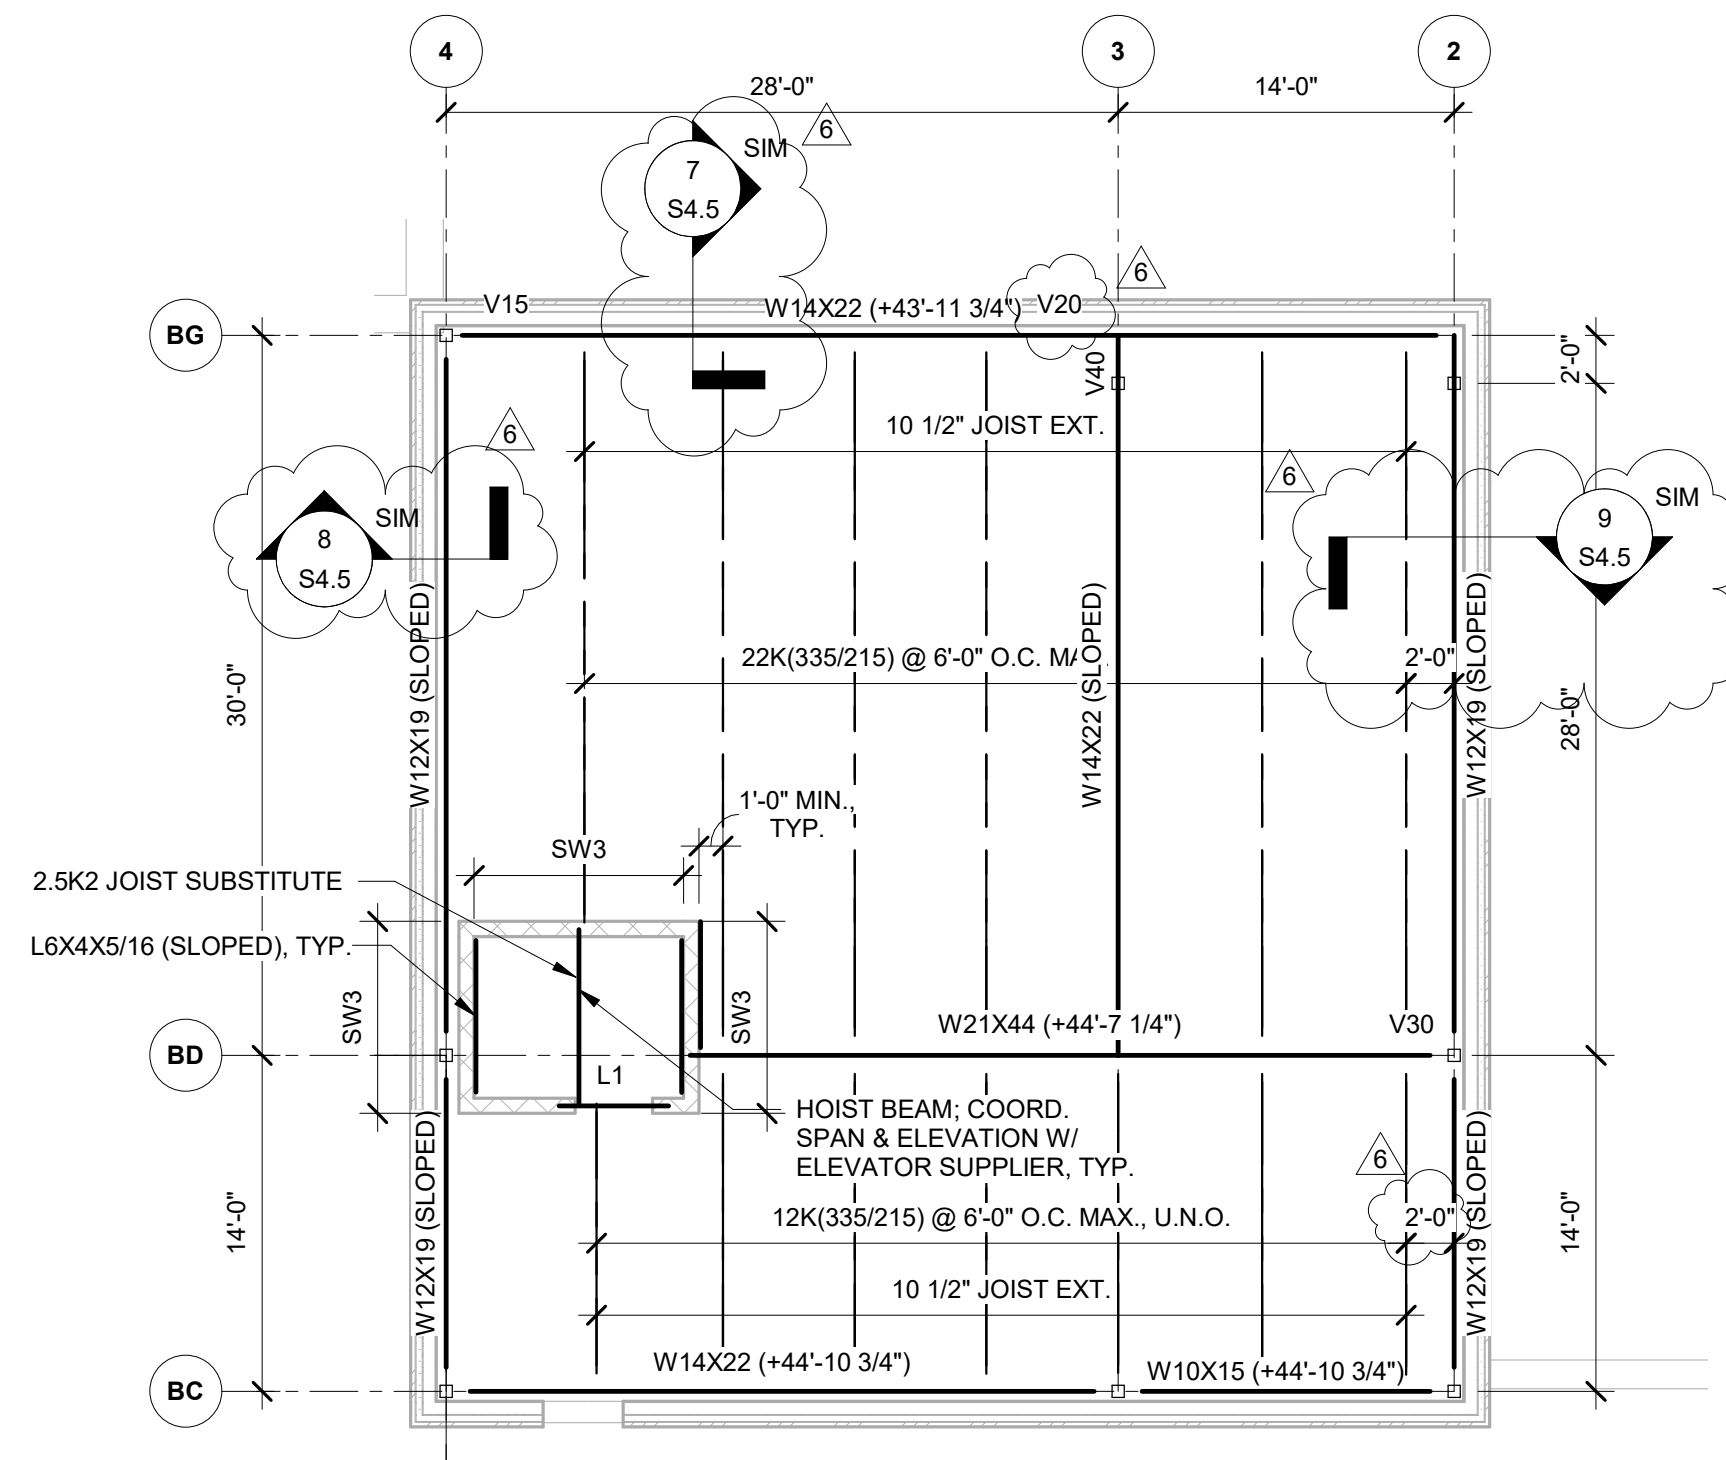 4
3
2
28'-0"
14'-0"
6
SIM
7
S4.5
6
V15
W14X22 (+43'-11 3/4")
V20
BG
2'-0"
V40
10 1/2" JOIST EXT.
6
6
SIM
8
S4.5
SIM
9
S4.5
W12X19 (SLOPED)
W14X22 (SLOPED)
W12X19 (SLOPED)
22K(335/215) @ 6'-0" O.C.
2'-0"
30'-0"
28'-0"
1'-0" MIN.,
TYP.
SW3
2.5K2 JOIST SUBSTITUTE
L6X4X5/16 (SLOPED), TYP.
SW3
SW3
W21X44 (+44'-7 1/4")
V30
BD
L1
HOIST BEAM; COORD.
SPAN & ELEVATION W/
ELEVATOR SUPPLIER, TYP.
6
12K(335/215) @ 6'-0" O.C. MAX., U.N.O.
2'-0"
14'-0"
W12X19 (SLOPED)
W12X19 (SLOPED)
14'-0"
10 1/2" JOIST EXT.
W14X22 (+44'-10 3/4")
W10X15 (+44'-10 3/4")
BC